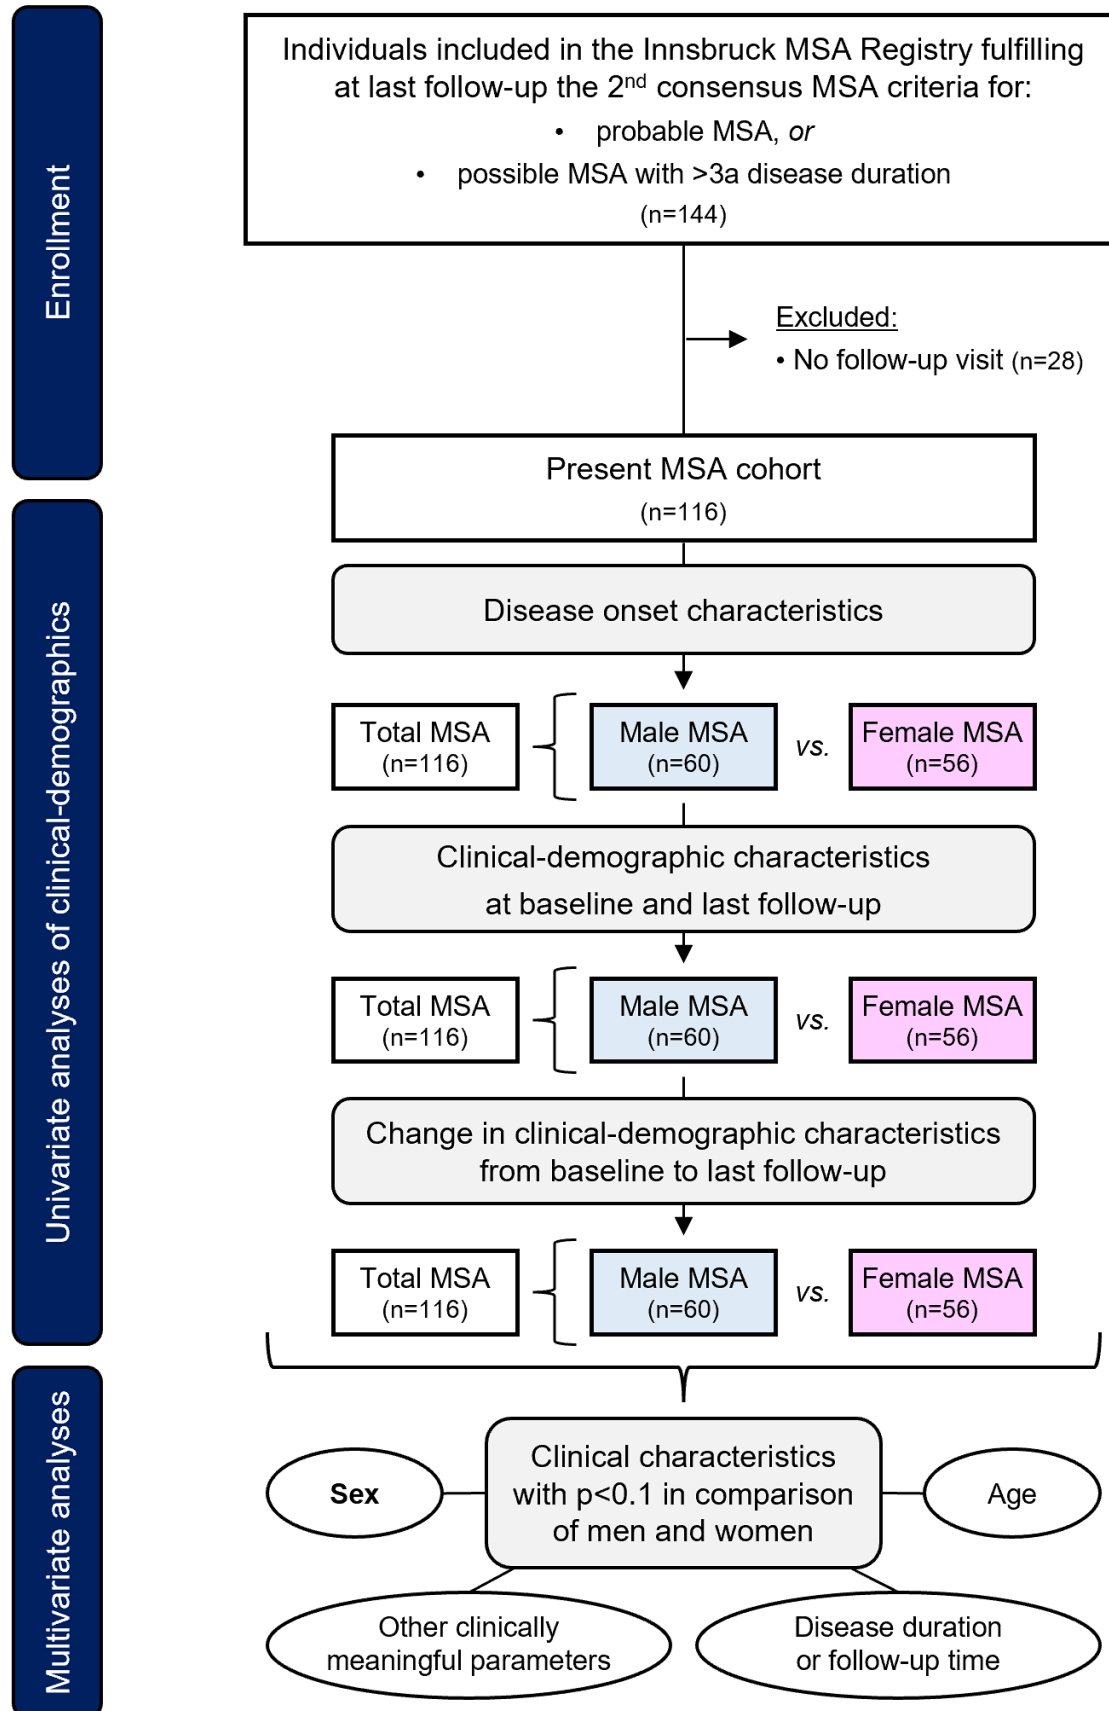 Enrollment
Individuals included in the Innsbruck MSA Registry fulfilling
at last follow-up the 2nd consensus MSA criteria for:
• probable MSA, or
• possible MSA with >3a disease duration
(n=144)
Excluded:
• No follow-up visit (n=28)
Present MSA cohort
(n=116)
Univariate analyses of clinical-demographics
Disease onset characteristics
Total MSA
(n=116)
Male MSA
(n=60)
vs.
Female MSA
(n=56)
Clinical-demographic characteristics
at baseline and last follow-up
Total MSA
(n=116)
Male MSA
(n=60)
vs.
Female MSA
(n=56)
Change in clinical-demographic characteristics
from baseline to last follow-up
Total MSA
(n=116)
Male MSA
(n=60)
vs.
Female MSA
(n=56)
Multivariate analyses
Sex
Clinical characteristics
with p<0.1 in comparison
of men and women
Age
Other clinically
meaningful parameters
Disease duration
or follow-up time